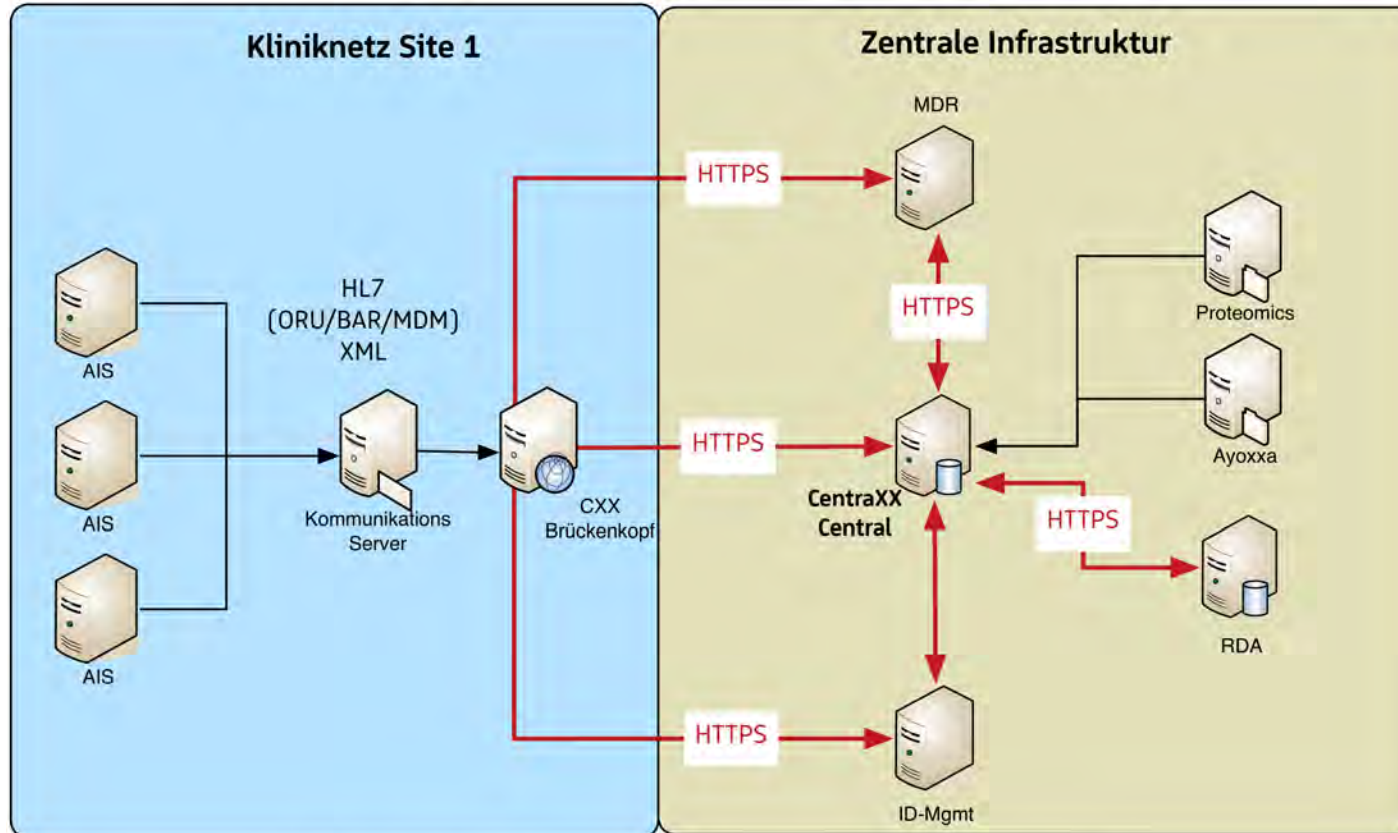 Kliniknetz Site 1
AIS
AIS
AIS
HL7
(ORU/BAR/MDM)
XML
Kommunikations
Server
CXX
Brückenkopf
Zentrale Infrastruktur
MDR
HTTPS
HTTPS
HTTPS
HTTPS
HTTPS
CentraXX
Central
Proteomics
Ayoxxa
RDA
ID-Mgmt